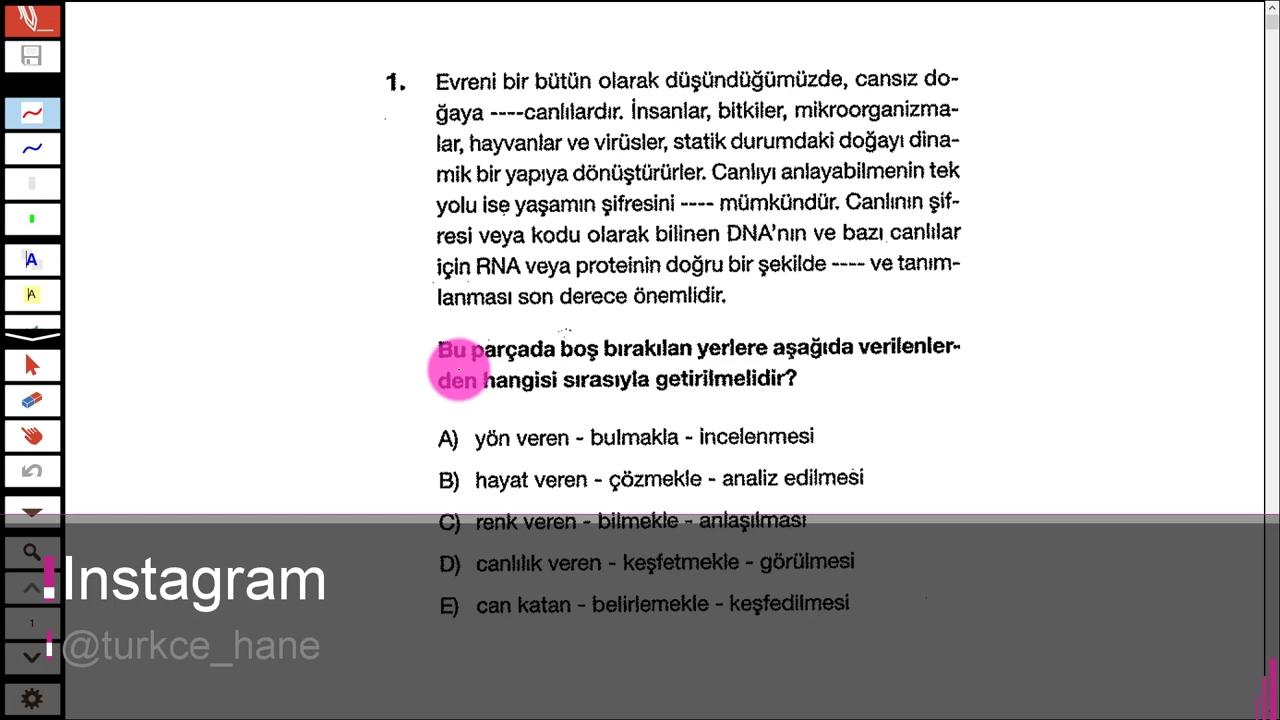 1. Evreni bir bütün olarak düşündüğümüzde, cansız do-
ğaya ----canlılardır. İnsanlar, bitkiler, mikroorganizma-
lar, hayvanlar ve virüsler, statik durumdaki doğayı dina-
mik bir yapıya dönüştürürler. Canlıyı anlayabilmenin tek
yolu ise yaşamın şifresini ---- mümkündür. Canlının şif-
resi veya kodu olarak bilinen DNA’nın ve bazı canlılar
için RNA veya proteinin doğru bir şekilde ---- ve tanım-
lanması son derece önemlidir.
Bu parçada boş bırakılan yerlere aşağıda verilenler-
den hangisi sırasıyla getirilmelidir?
A) yön veren - bulmakla - incelenmesi
B) hayat veren - çözmekle - analiz edilmesi
C) renk veren - bilmekle - anlaşılması
D) canlılık veren - keşfetmekle - görülmesi
E) can katan - belirlemekle - keşfedilmesi
Instagram
@turkce_hane
A
A
1